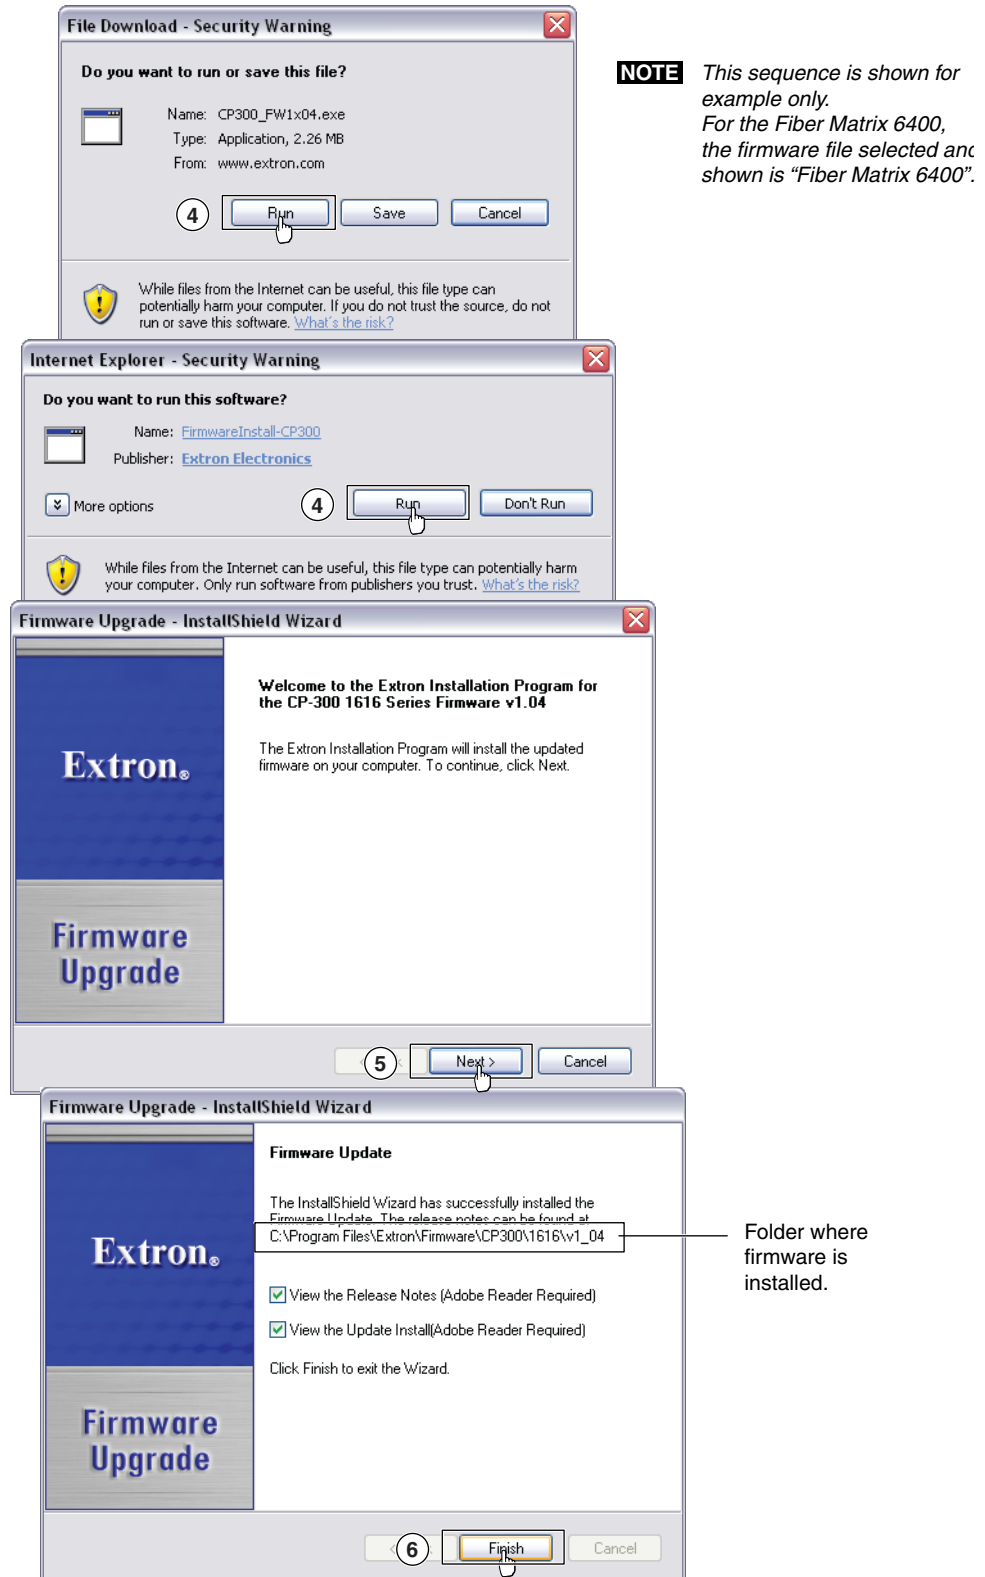 File Download - Security Warning
Do you want to run or save this file?
Name: CP300_FW1x04.exe
Type: Application, 2.26 MB
From: www.extron.com
4
Run
Save
Cancel
While files from the Internet can be useful, this file type can
potentially harm your computer. If you do not trust the source, do not
run or save this software. What's the risk?
NOTE This sequence is shown for
example only.
For the Fiber Matrix 6400,
the firmware file selected and
shown is “Fiber Matrix 6400”.
Internet Explorer - Security Warning
Do you want to run this software?
Name: FirmwareInstall-CP300
Publisher: Extron Electronics
More options
4
Run
Don't Run
While files from the Internet can be useful, this file type can potentially harm
your computer. Only run software from publishers you trust. What's the risk?
Firmware Upgrade - InstallShield Wizard
Extron®
Firmware
Upgrade
Welcome to the Extron Installation Program for
the CP-300 1616 Series Firmware v1.04
The Extron Installation Program will install the updated
firmware on your computer. To continue, click Next.
5
Next >
Cancel
Firmware Upgrade - InstallShield Wizard
Extron®
Firmware
Upgrade
Firmware Update
The InstallShield Wizard has successfully installed the
Firmware Update. The release notes can be found at
C:\Program Files\Extron\Firmware\CP300\1616\v1_04
Folder where
firmware is
installed.
View the Release Notes (Adobe Reader Required)
View the Update Install(Adobe Reader Required)
Click Finish to exit the Wizard.
6
Finish
Cancel